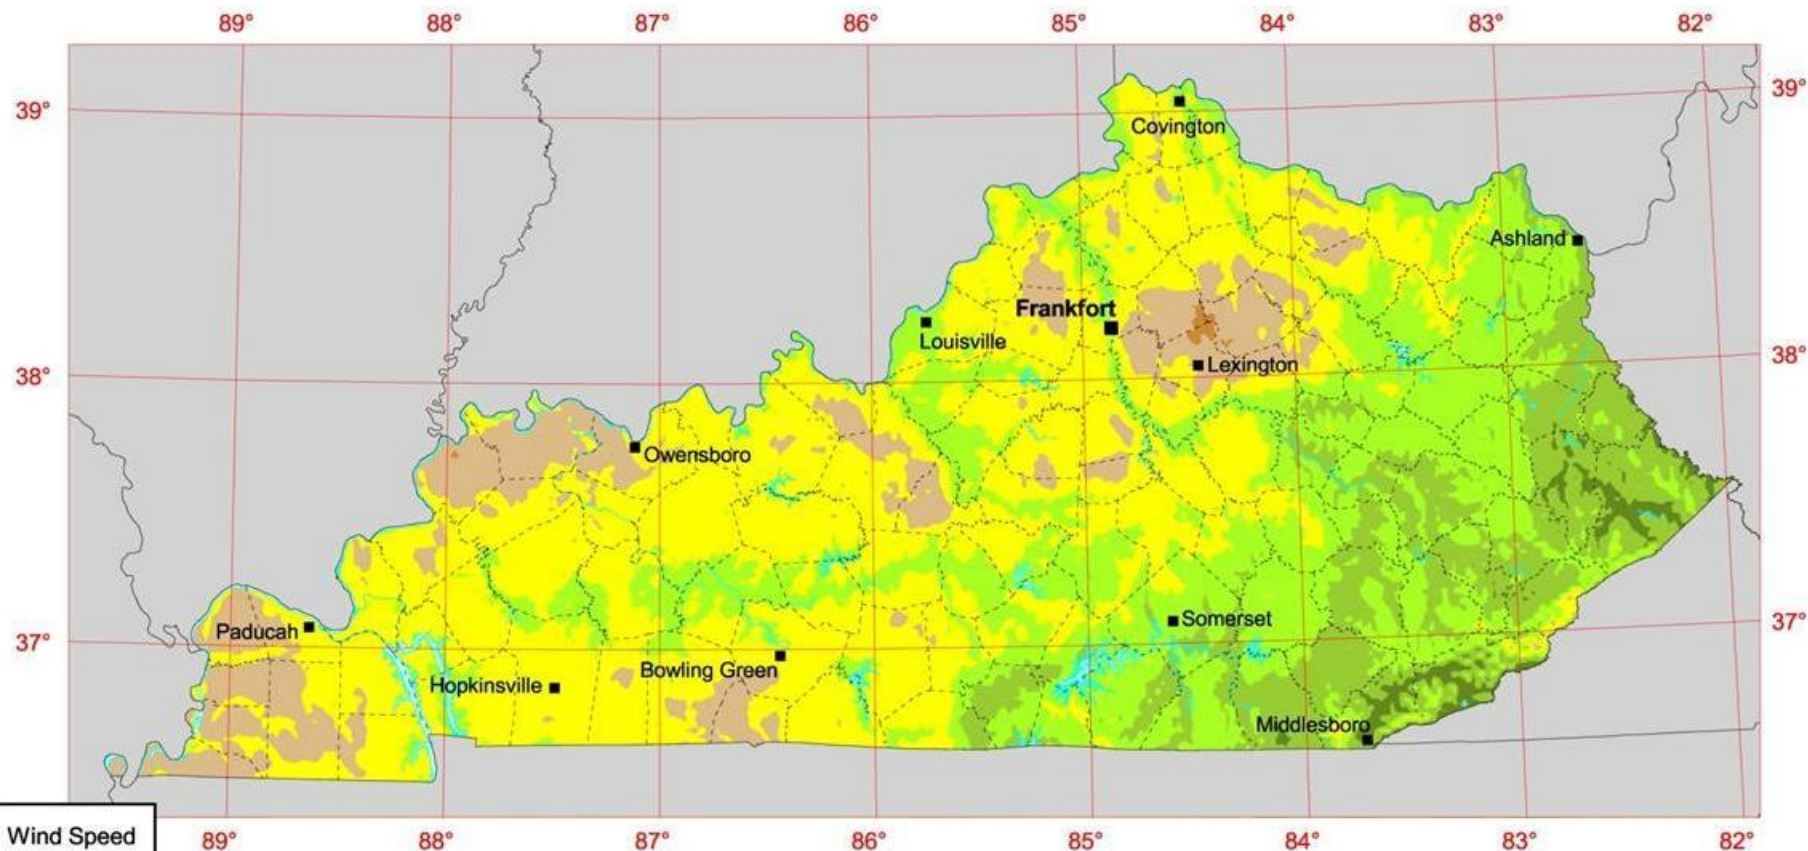 89° 88° 87° 86° 85° 84° 83° 82°
39° 39°
Covington
Ashland
Frankfort
Louisville
38° 38°
Lexington
Owensboro
Somerset
37° Paducah 37°
Bowling Green
Hopkinsville
Middlesboro
Wind Speed
89° 88° 87° 86° 85° 84° 83° 82°